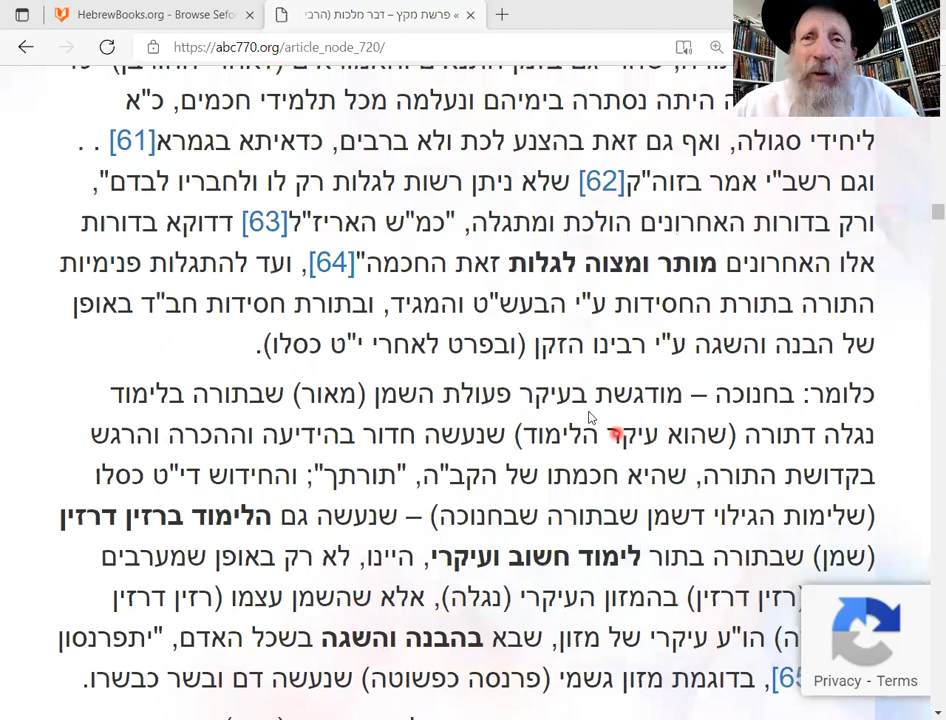 HebrewBooks.org - Browse Sefo
» פרשת מקץ – דבר מלכות (הרבי
https://abc770.org/article_node_720/
ה היתה נסתרה בימיהם ונעלמה מכל תלמידי חכמים, כ"א
ליחידי סגולה, ואף גם זאת בהצנע לכת ולא ברבים, כדאיתא בגמרא[61] . .
וגם רשב"י אמר בזוה"ק[62] שלא ניתן רשות לגלות רק לו ולחבריו לבדם",
ורק בדורות האחרונים הולכת ומתגלה, "כמ"ש האריז"ל[63] דדוקא בדורות
אלו האחרונים מותר ומצוה לגלות זאת החכמה"[64], ועד להתגלות פנימיות
התורה בתורת החסידות ע"י הבעש"ט והמגיד, ובתורת חסידות חב"ד באופן
של הבנה והשגה ע"י רבינו הזקן (ובפרט לאחרי י"ט כסלו).
כלומר: בחנוכה – מודגשת בעיקר פעולת השמן (מאור) שבתורה בלימוד
נגלה דתורה (שהוא עיקר הלימוד) שנעשה חדור בהידיעה וההכרה והרגש
בקדושת התורה, שהיא חכמתו של הקב"ה, "תורתך"; והחידוש די"ט כסלו
(שלימות הגילוי דשמן שבתורה שבחנוכה) – שנעשה גם הלימוד ברזין דרזין
(שמן) שבתורה בתור לימוד חשוב ועיקרי, היינו, לא רק באופן שמערבים
(רזין דרזין) בהמזון העיקרי (נגלה), אלא שהשמן עצמו (רזין דרזין
ה) הו"ע עיקרי של מזון, שבא בהבנה והשגה בשכל האדם, "יתפרנסון
[65], בדוגמת מזון גשמי (פרנסה כפשוטה) שנעשה דם ובשר כבשרו.
Privacy - Terms